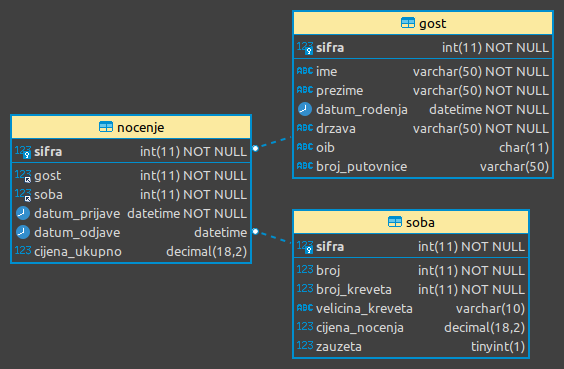 gost
123 sifra int(11) NOT NULL
ABC ime varchar(50) NOT NULL
ABC prezime varchar(50) NOT NULL
datum_rodenja datetime NOT NULL
ABC drzava varchar(50) NOT NULL
ABC oib char(11)
ABC broj_putovnice varchar(50)
nocenje
123 sifra int(11) NOT NULL
123 gost int(11) NOT NULL
123 soba int(11) NOT NULL
datum_prijave datetime NOT NULL
datum_odjave datetime
123 cijena_ukupno decimal(18,2)
soba
123 sifra int(11) NOT NULL
123 broj int(11) NOT NULL
123 broj_kreveta int(11) NOT NULL
ABC velicina_kreveta varchar(10)
123 cijena_nocenja decimal(18,2)
123 zauzeta tinyint(1)